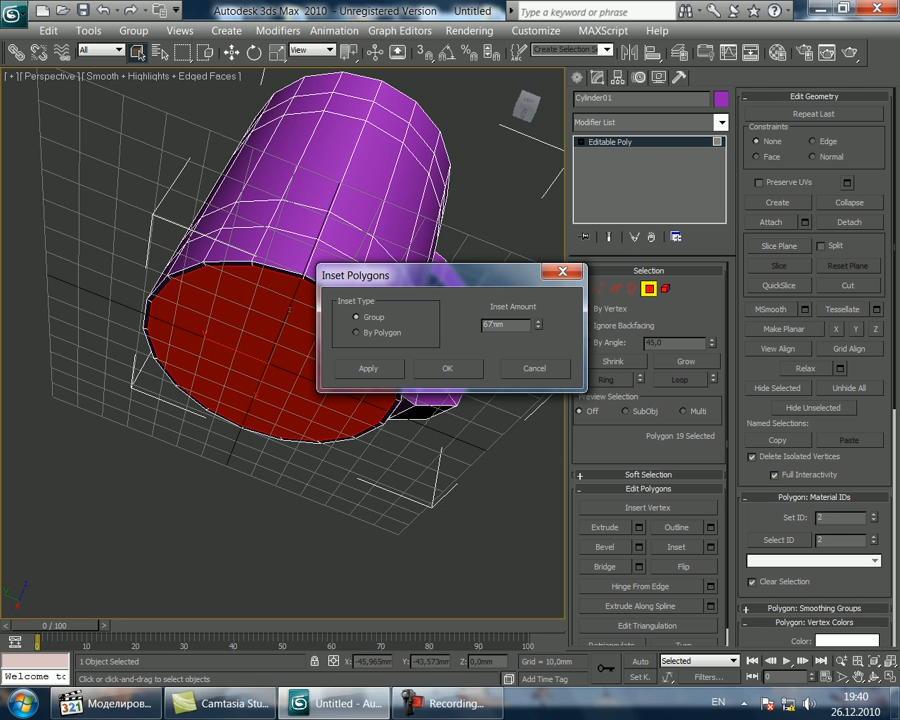 Autodesk 3ds Max 2010 - Unregistered Version Untitled
Type a keyword or phrase
Edit Tools Group Views Create Modifiers Animation Graph Editors Rendering Customize MAXScript Help
All View Create Selection Se
[ + ] [ Perspective ] [ Smooth + Highlights + Edged Faces ]
Cylinder01
Modifier List
Editable Poly
Edit Geometry
Repeat Last
Constraints
None Edge
Face Normal
Preserve UVs
Create Collapse
Attach Detach
Slice Plane Split
Slice Reset Plane
QuickSlice Cut
MSmooth Tessellate
Make Planar X Y Z
View Align Grid Align
Relax
Hide Selected Unhide All
Hide Unselected
Named Selections:
Copy Paste
Delete Isolated Vertices
Full Interactivity
Polygon: Material IDs
Set ID: 2
Select ID 2
Clear Selection
Polygon: Smoothing Groups
Polygon: Vertex Colors
Color:
Selection
By Vertex
Ignore Backfacing
By Angle: 45,0
Shrink Grow
Ring Loop
Preview Selection
Off SubObj Multi
Polygon 19 Selected
Soft Selection
Edit Polygons
Insert Vertex
Extrude Outline
Bevel Inset
Bridge Flip
Hinge From Edge
Extrude Along Spline
Edit Triangulation
Retriangulate Turn
Inset Polygons
Inset Type
Group
By Polygon
Inset Amount
Apply OK Cancel
0 / 100
0 10 20 30 40 50 60 70 80 90 100
1 Object Selected X: -45,965mm Y: -43,573mm Z: 0,0mm Grid = 10,0mm Auto Selected
Welcome to Click or click-and-drag to select objects Add Time Tag Set K. Filters... 0
Моделиров... Camtasia Stu... Untitled - Au... Recording... EN 19:40
26.12.2010